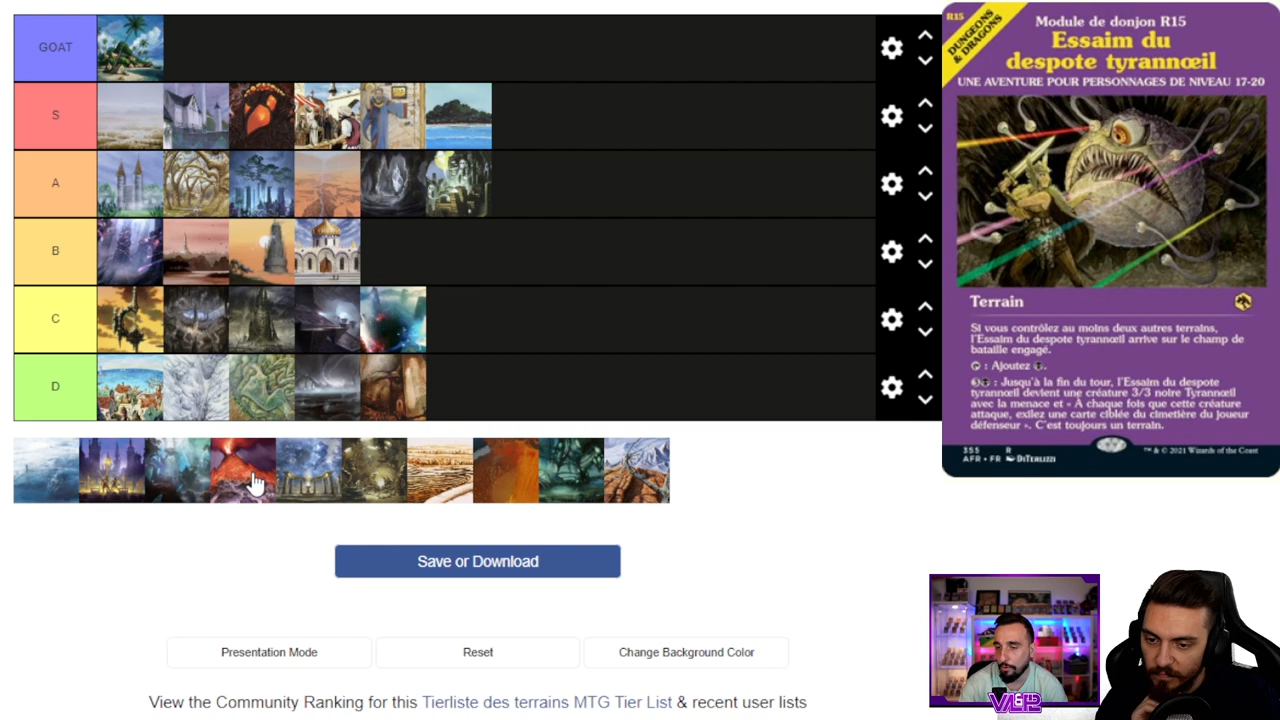 GOAT
S
A
B
C
D
Save or Download
Presentation Mode
Reset
Change Background Color
View the Community Ranking for this Tierliste des terrains MTG Tier List & recent user lists
R15
DUNGEONS
& DRAGONS
Module de donjon R15
Essaim du
despote tyrannœil
UNE AVENTURE POUR PERSONNAGES DE NIVEAU 17-20
Terrain
Si vous contrôlez au moins deux autres terrains,
l'Essaim du despote tyrannœil arrive sur le champ de
bataille engagé.
: Ajoutez .
3 : Jusqu'à la fin du tour, l'Essaim du despote
tyrannœil devient une créature 3/3 noire Tyrannœil
avec la menace et « À chaque fois que cette créature
attaque, exilez une carte ciblée du cimetière du joueur
défenseur ». C'est toujours un terrain.
355 R
AFR • FR DiTerlizzi
™ & © 2021 Wizards of the Coast